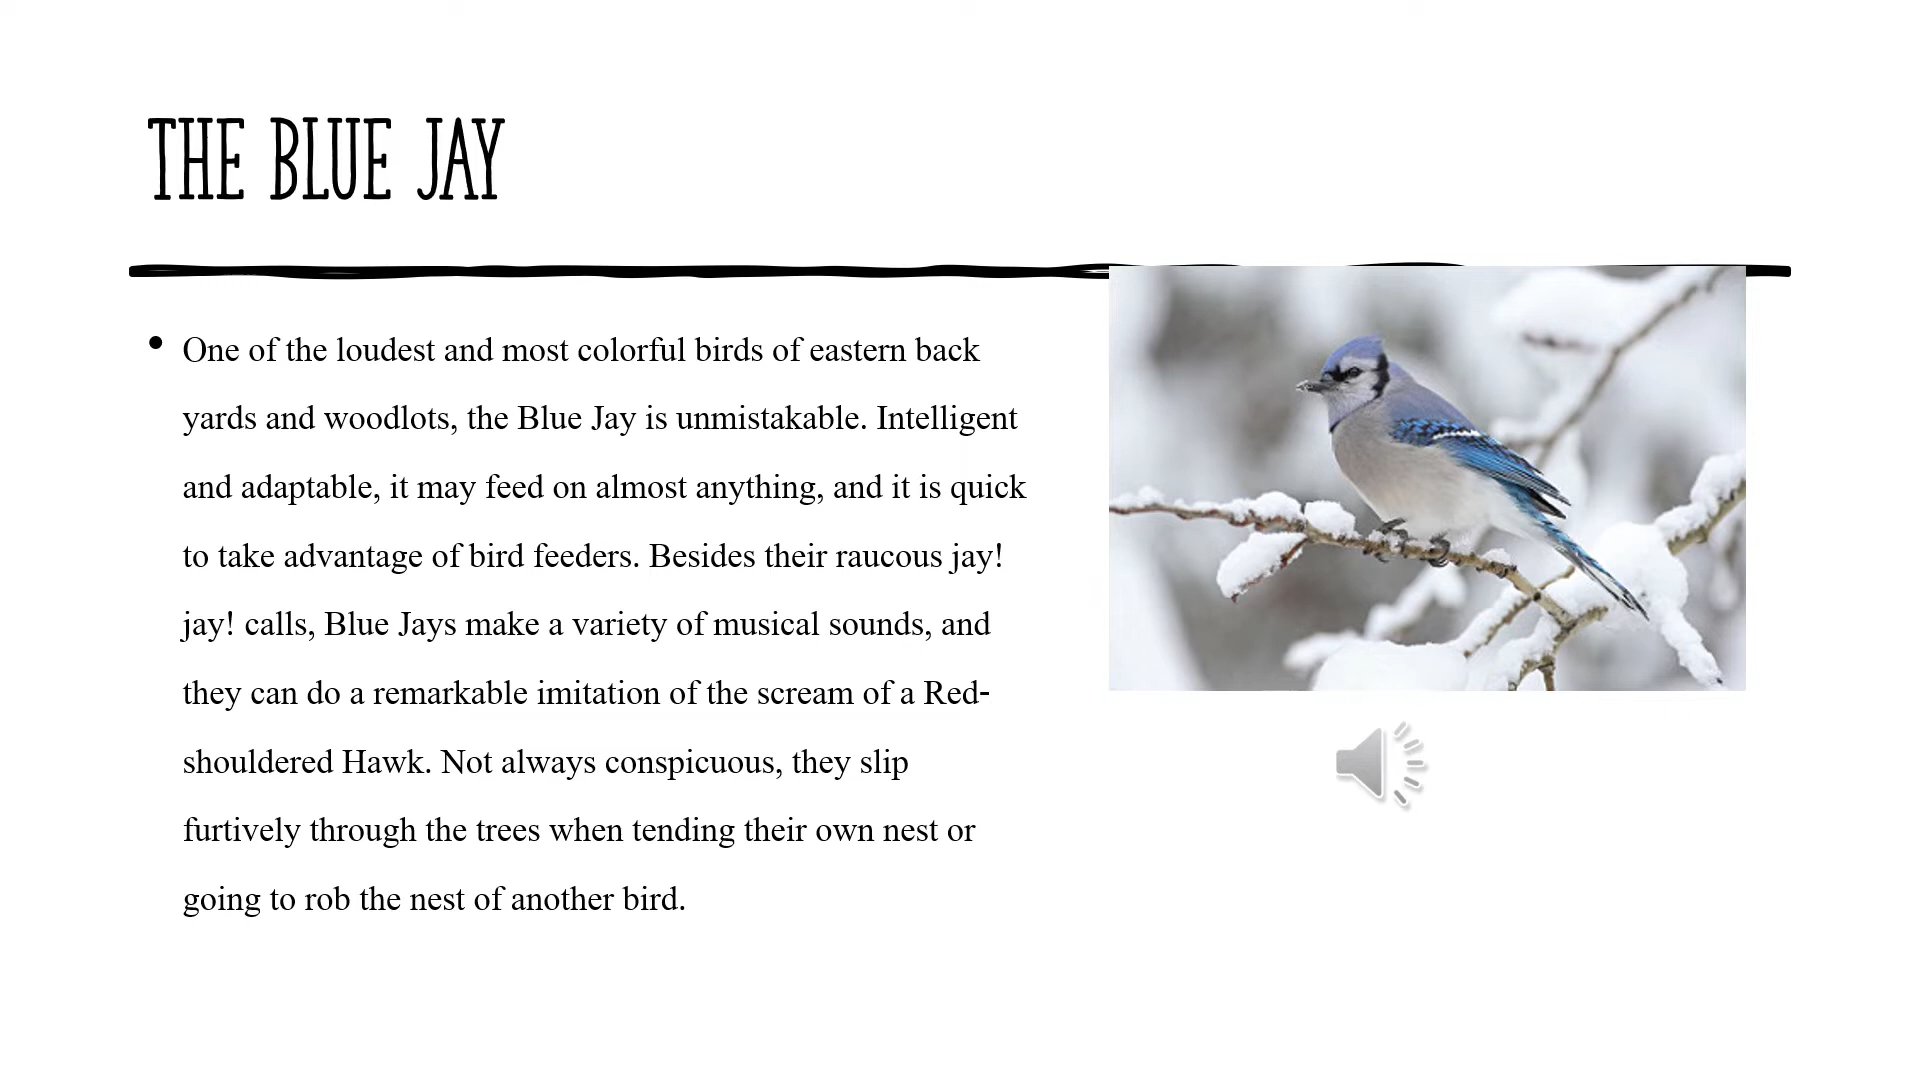 THE BLUE JAY
• One of the loudest and most colorful birds of eastern back
yards and woodlots, the Blue Jay is unmistakable. Intelligent
and adaptable, it may feed on almost anything, and it is quick
to take advantage of bird feeders. Besides their raucous jay!
jay! calls, Blue Jays make a variety of musical sounds, and
they can do a remarkable imitation of the scream of a Red-
shouldered Hawk. Not always conspicuous, they slip
furtively through the trees when tending their own nest or
going to rob the nest of another bird.